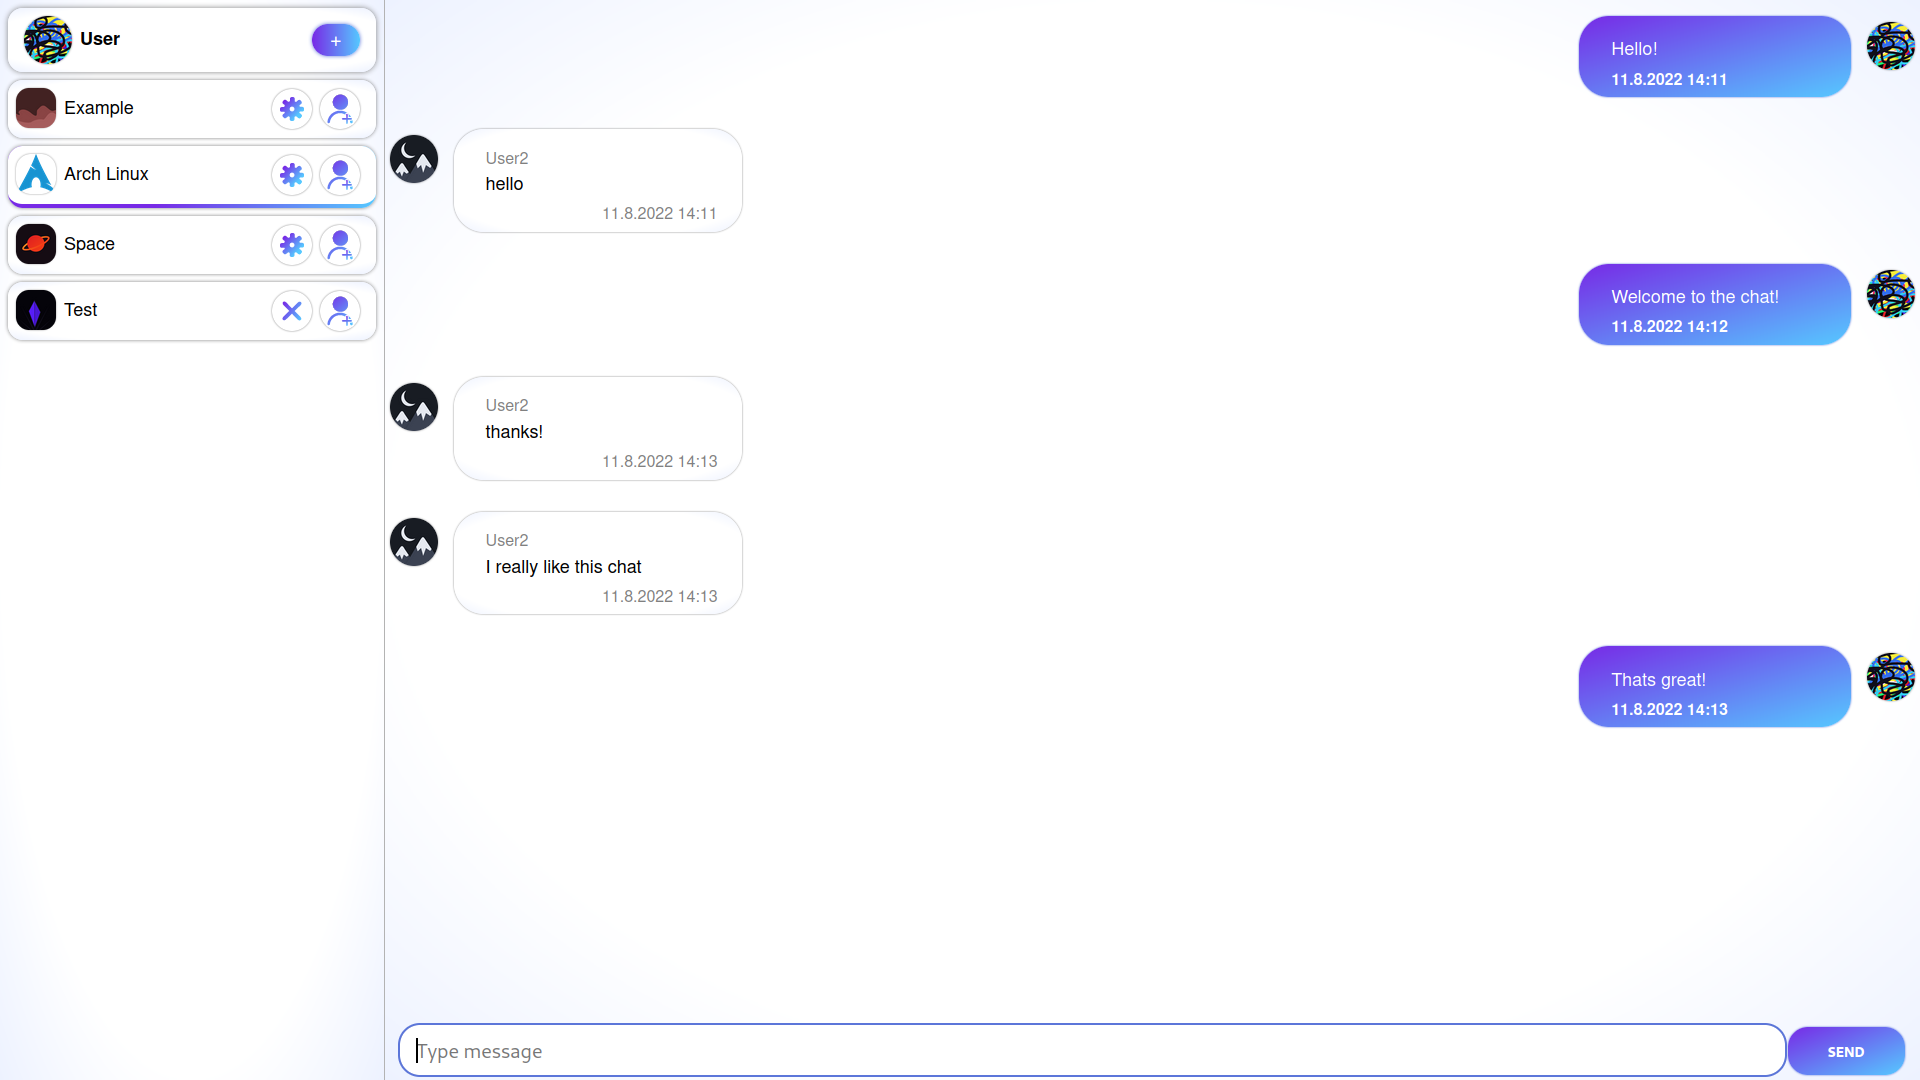 User
+
Example
Arch Linux
Space
Test
Hello!
11.8.2022 14:11
User2
hello
11.8.2022 14:11
Welcome to the chat!
11.8.2022 14:12
User2
thanks!
11.8.2022 14:13
User2
I really like this chat
11.8.2022 14:13
Thats great!
11.8.2022 14:13
Type message
SEND